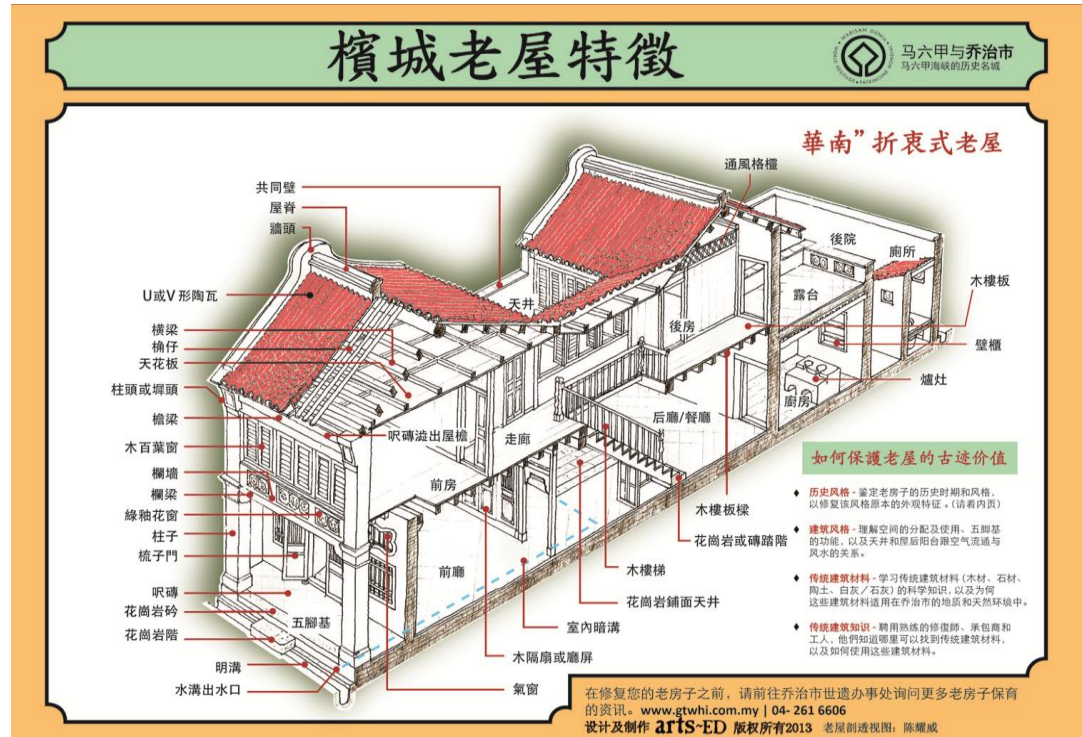 檳城老屋特徵
马六甲与乔治市
马六甲海峡的历史名城
華南”折衷式老屋
通風格櫺
共同壁
屋脊
牆頭
U或V形陶瓦
横梁
桷仔
天花板
柱頭或墀頭
檐梁
木百葉窗
欄墻
欄梁
綠釉花窗
柱子
梳子門
呎磚
花崗岩砛
花崗岩階
明溝
水溝出水口
天井
後院
廁所
露台
木樓板
後房
壁櫃
爐灶
廚房
呎磚溢出屋檐
走廊
后廳/餐廳
前房
前廳
五腳基
木樓板梁
花崗岩或磚踏階
木樓梯
花崗岩鋪面天井
室內暗溝
木隔扇或廳屏
氣窗
如何保護老屋的古迹价值
♦ 历史风格 - 鉴定老房子的历史时期和风格，
以修复该风格原本的外观特征。(请看内页)
♦ 建筑风格 - 理解空间的分配及使用、五脚基
的功能，以及天井和屋后阳台跟空气流通与
风水的关系。
♦ 传统建筑材料 - 学习传统建筑材料 (木材、石材、
陶土、白灰／石灰) 的科学知识，以及为何
这些建筑材料适用在乔治市的地质和天然环境中。
♦ 传统建筑知识 - 聘用熟练的修復師、承包商和
工人，他們知道哪里可以找到传统建筑材料，
以及如何使用这些建筑材料。
在修复您的老房子之前，请前往乔治市世遗办事处询问更多老房子保育
的资讯。www.gtwhi.com.my | 04- 261 6606
设计及制作 arts~ED 版权所有2013 老屋剖透视图：陈耀威